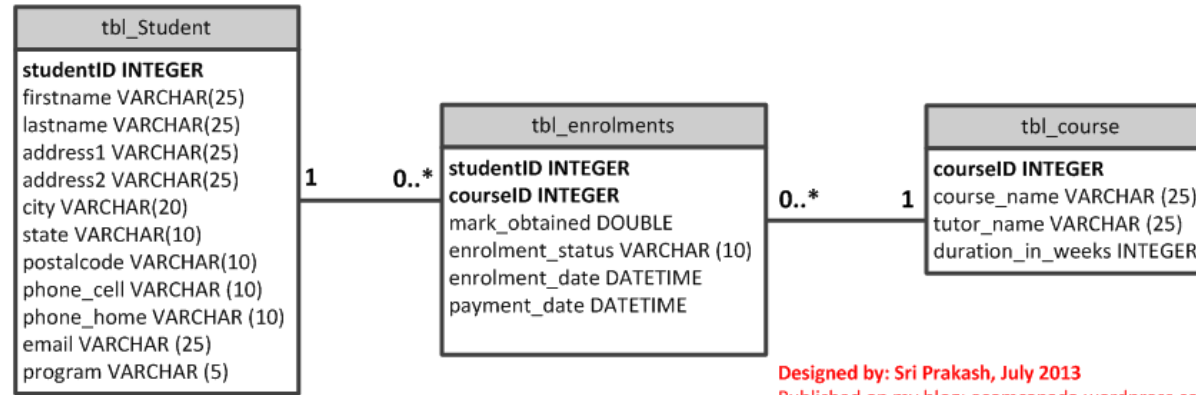 tbl_Student
studentID INTEGER
firstname VARCHAR(25)
lastname VARCHAR(25)
address1 VARCHAR(25)
address2 VARCHAR(25)
city VARCHAR(20)
state VARCHAR(10)
postalcode VARCHAR(10)
phone_cell VARCHAR (10)
phone_home VARCHAR (10)
email VARCHAR (25)
program VARCHAR (5)
1
0..*
tbl_enrolments
studentID INTEGER
courseID INTEGER
mark_obtained DOUBLE
enrolment_status VARCHAR (10)
enrolment_date DATETIME
payment_date DATETIME
0..*
1
tbl_course
courseID INTEGER
course_name VARCHAR (25)
tutor_name VARCHAR (25)
duration_in_weeks INTEGER
Designed by: Sri Prakash, July 2013